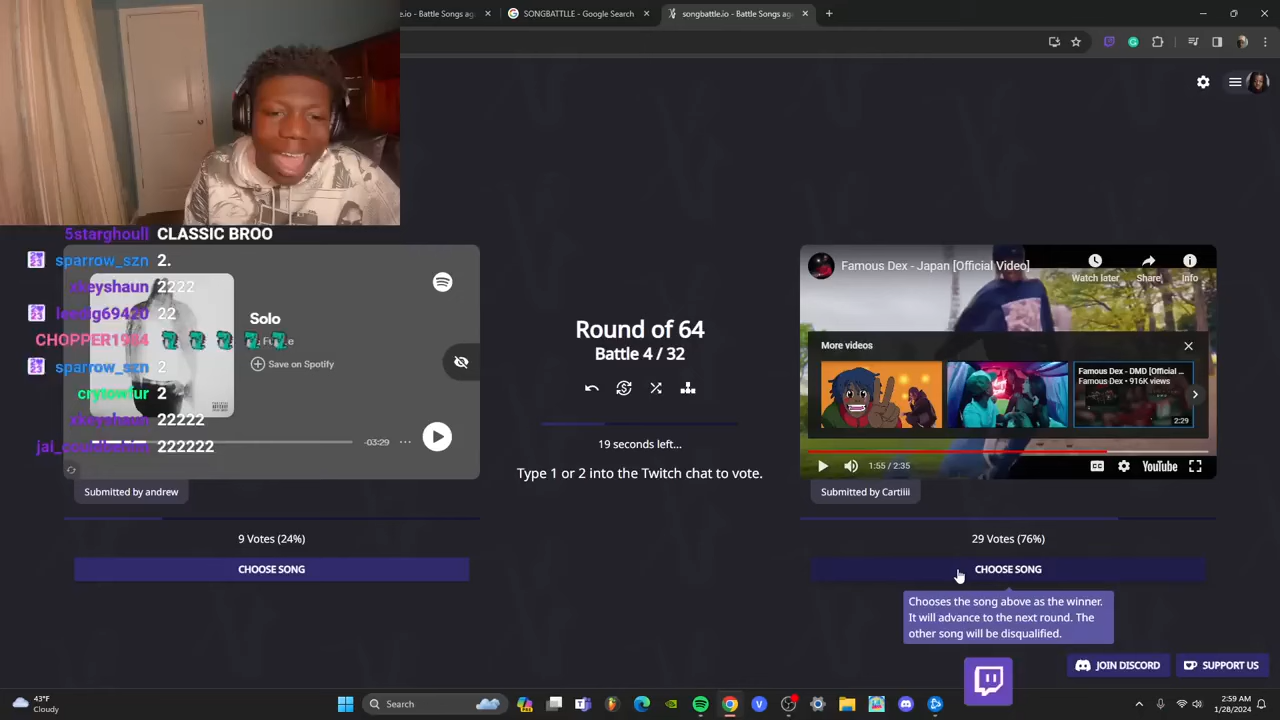 .io - Battle Songs ag
SONGBATTLLE - Google Search
songbattle.io - Battle Songs ag
5starghoull CLASSIC BROO
sparrow_szn 2.
xkeyshaun 2222
22
CHOPPER1984
sparrow_szn 2
crytowfur 2
xkeyshaun 22222
222222
Solo
Save on Spotify
-03:29
Submitted by andrew
9 Votes (24%)
CHOOSE SONG
Round of 64
Battle 4 / 32
19 seconds left...
Type 1 or 2 into the Twitch chat to vote.
Famous Dex - Japan [Official Video]
Watch later
Share
Info
More videos
Famous Dex - DMD [Official ...
Famous Dex • 916K views
2:29
1:55 / 2:35
YouTube
Submitted by Cartiiii
29 Votes (76%)
CHOOSE SONG
Chooses the song above as the winner.
It will advance to the next round. The
other song will be disqualified.
JOIN DISCORD
SUPPORT US
43°F
Cloudy
Search
2:59 AM
1/28/2024